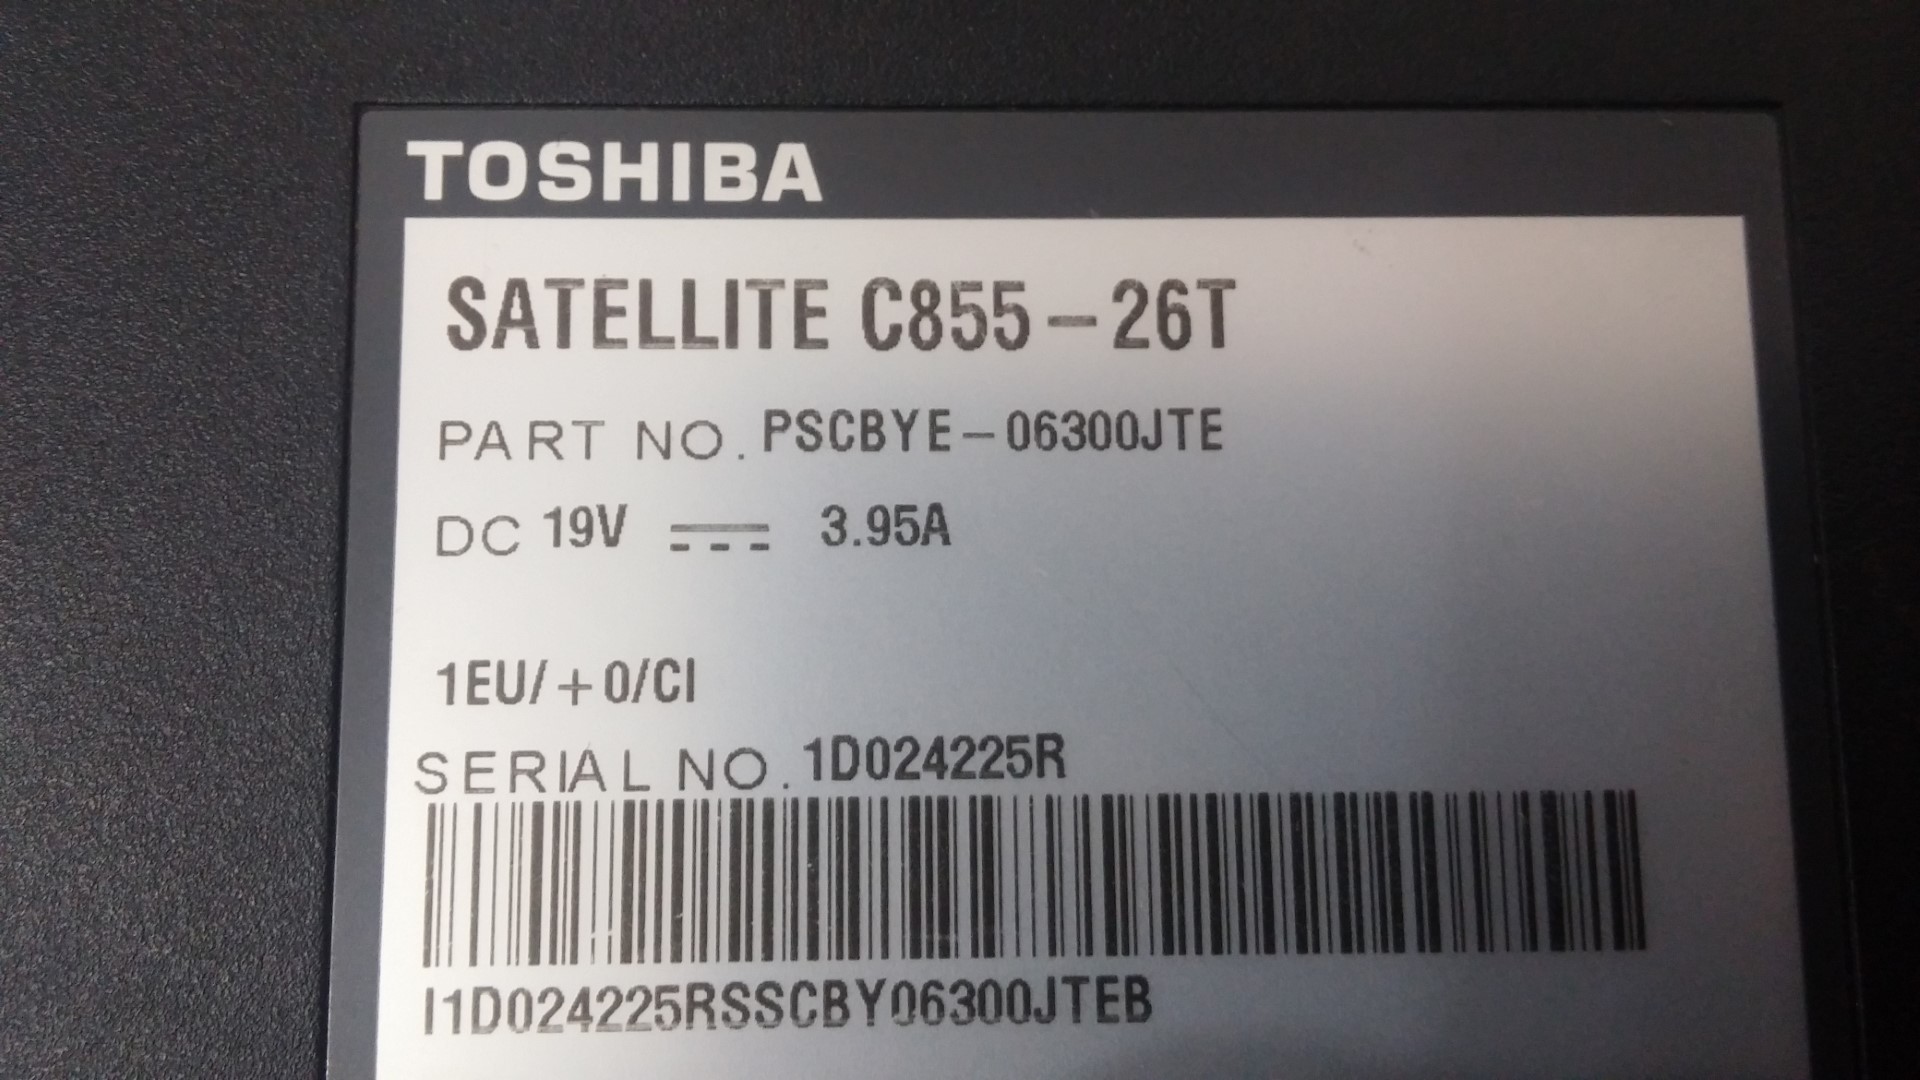 TOSHIBA
SATELLITE C855-26T
PART NO. PSCBYE-06300JTE
DC 19V ⎓ 3.95A
1EU/+0/CI
SERIAL NO. 1D024225R
I1D024225RSSCBY06300JTEB